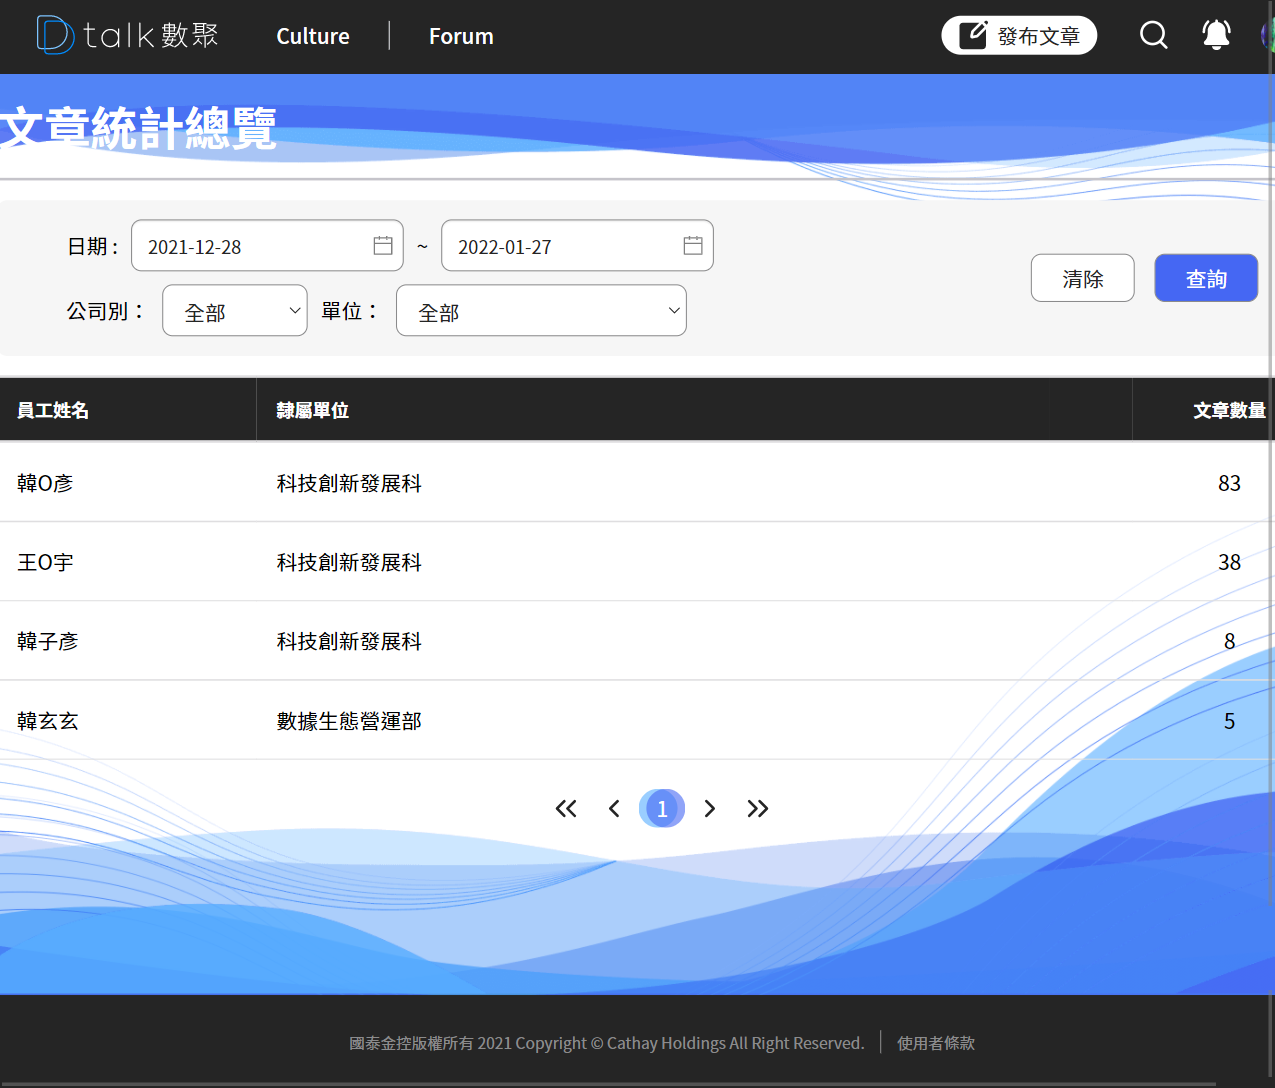 Dtalk數聚 Culture Forum 發布文章
文章統計總覽
日期 : 2021-12-28 ~ 2022-01-27
公司別： 全部 單位： 全部
清除 查詢
員工姓名 隸屬單位 文章數量
韓O彥 科技創新發展科 83
王O宇 科技創新發展科 38
韓子彥 科技創新發展科 8
韓玄玄 數據生態營運部 5
1
國泰金控版權所有 2021 Copyright © Cathay Holdings All Right Reserved. 使用者條款